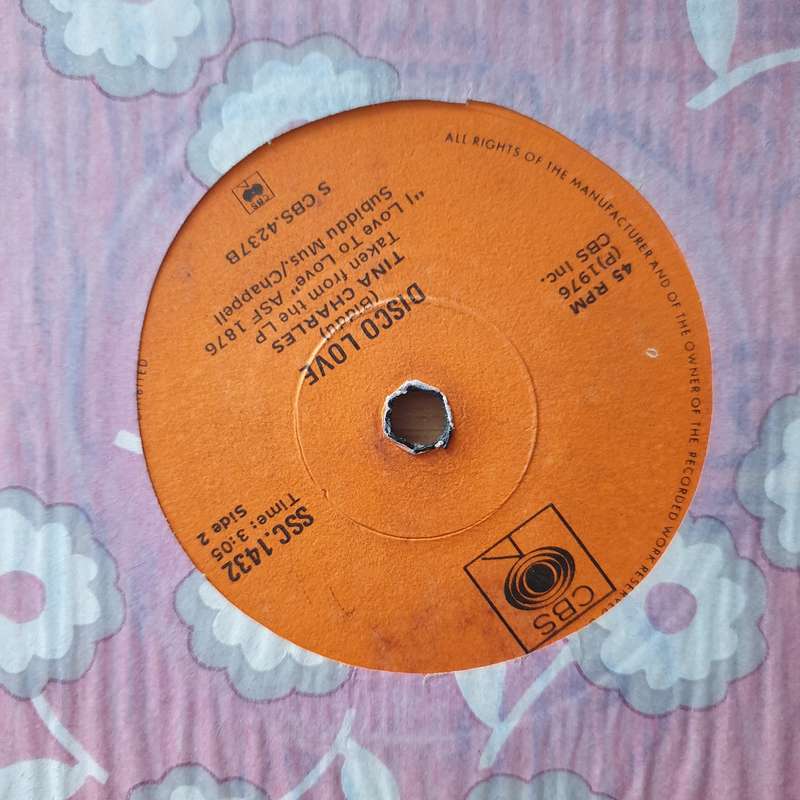 CBS
45 RPM
(P)1976
CBS Inc.
SSC.1432
Time: 3:05
Side 2
DISCO LOVE
(Biddu)
TINA CHARLES
Taken from the LP
"I Love To Love" ASF 1876
Subiddu Mus./Chappell
S CBS.4237B
CBS
ALL RIGHTS OF THE MANUFACTURER AND OF THE OWNER OF THE RECORDED WORK RESERVED